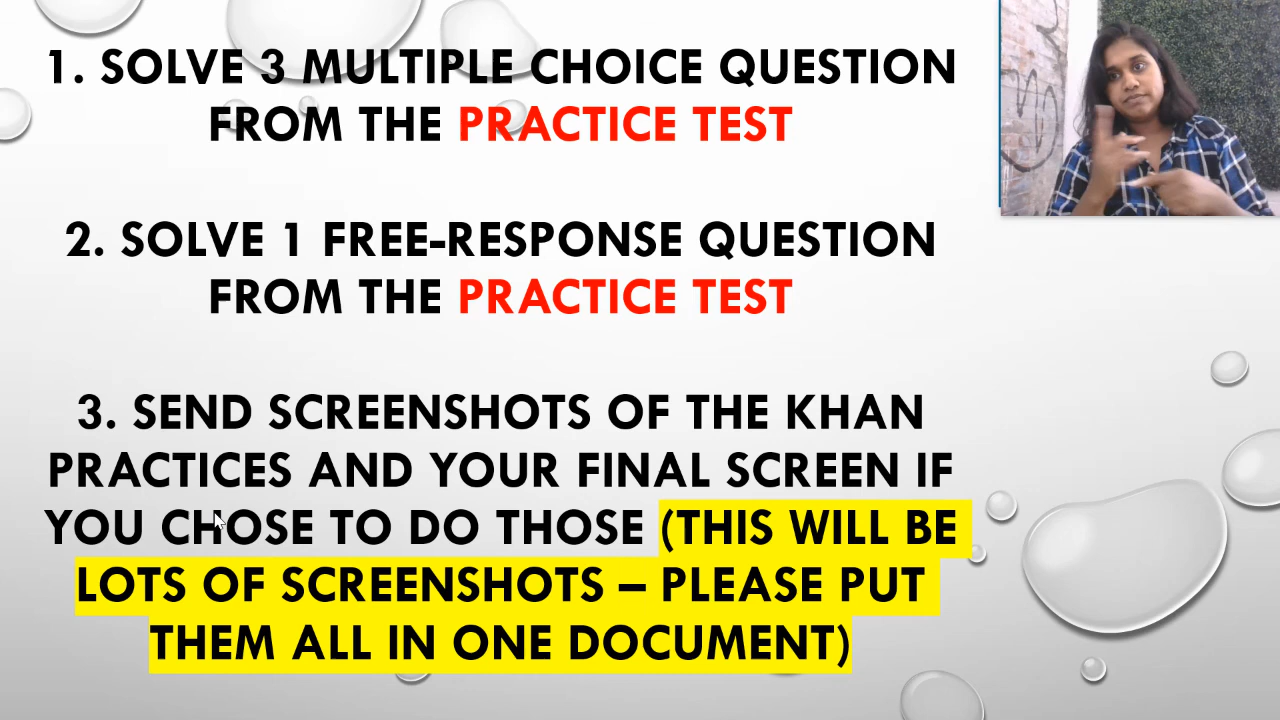 1. SOLVE 3 MULTIPLE CHOICE QUESTION
FROM THE PRACTICE TEST
2. SOLVE 1 FREE-RESPONSE QUESTION
FROM THE PRACTICE TEST
3. SEND SCREENSHOTS OF THE KHAN
PRACTICES AND YOUR FINAL SCREEN IF
YOU CHOSE TO DO THOSE (THIS WILL BE
LOTS OF SCREENSHOTS – PLEASE PUT
THEM ALL IN ONE DOCUMENT)